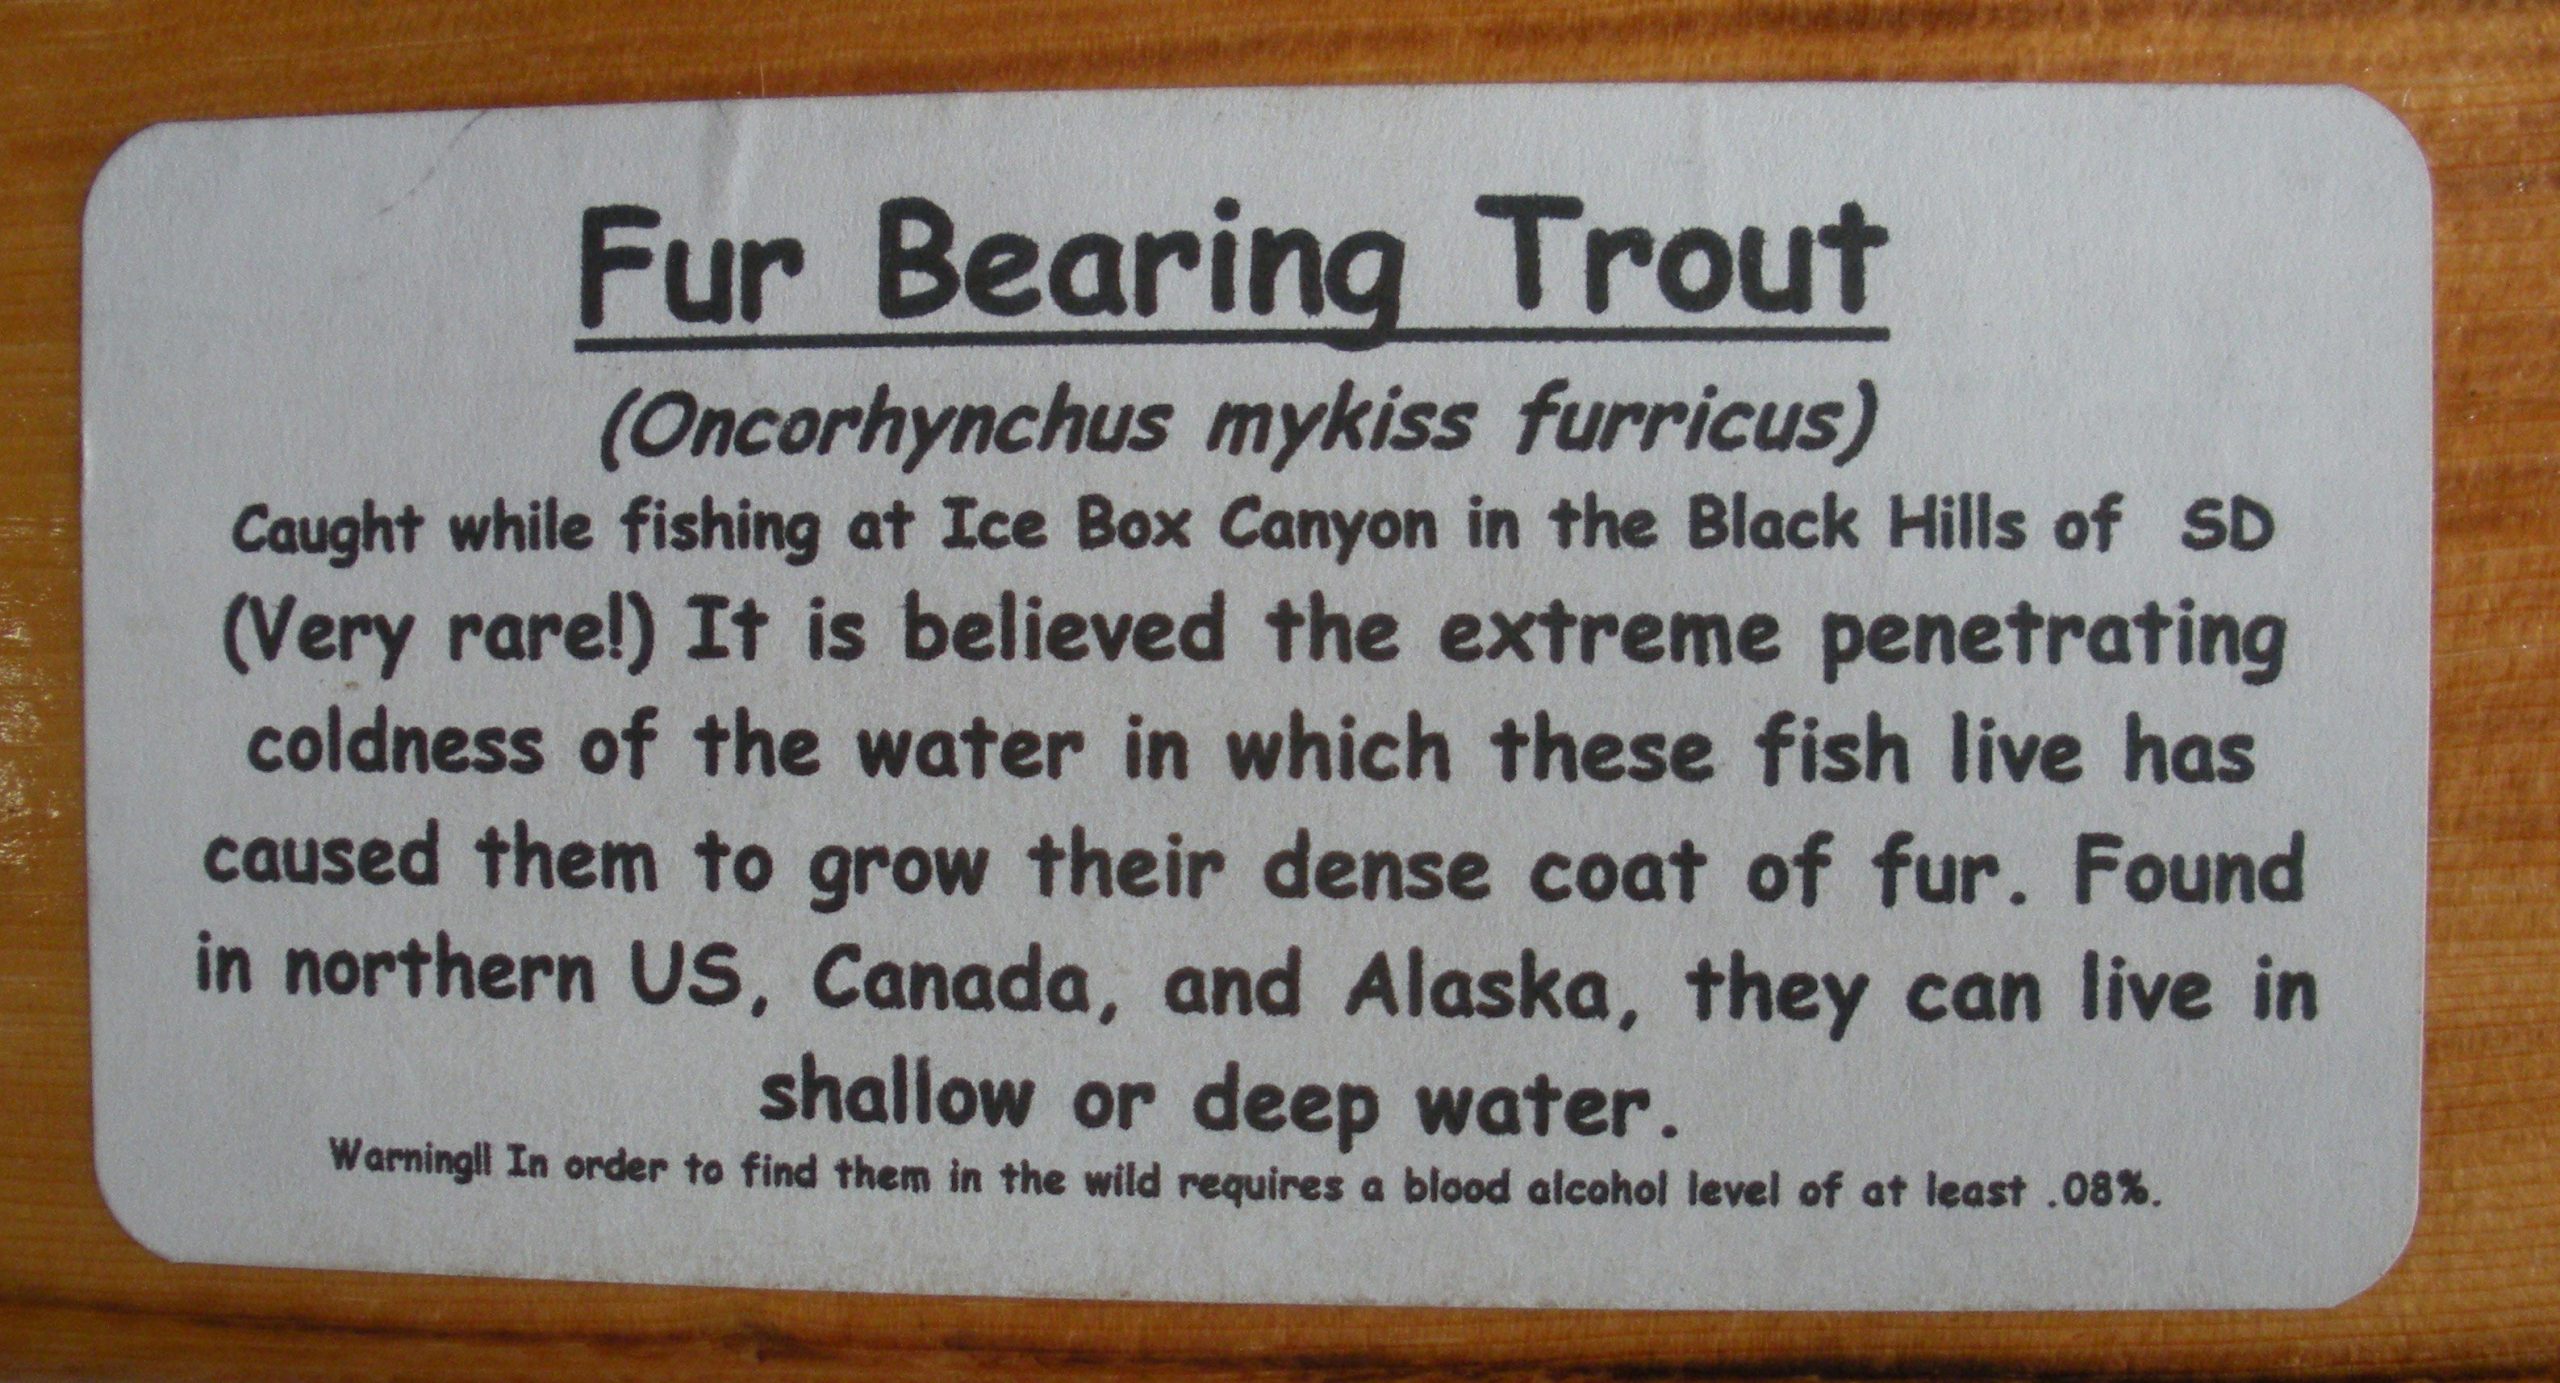 Fur Bearing Trout
(Oncorhynchus mykiss furricus)
Caught while fishing at Ice Box Canyon in the Black Hills of SD
(Very rare!) It is believed the extreme penetrating
coldness of the water in which these fish live has
caused them to grow their dense coat of fur. Found
in northern US, Canada, and Alaska, they can live in
shallow or deep water.
Warning!! In order to find them in the wild requires a blood alcohol level of at least .08%.